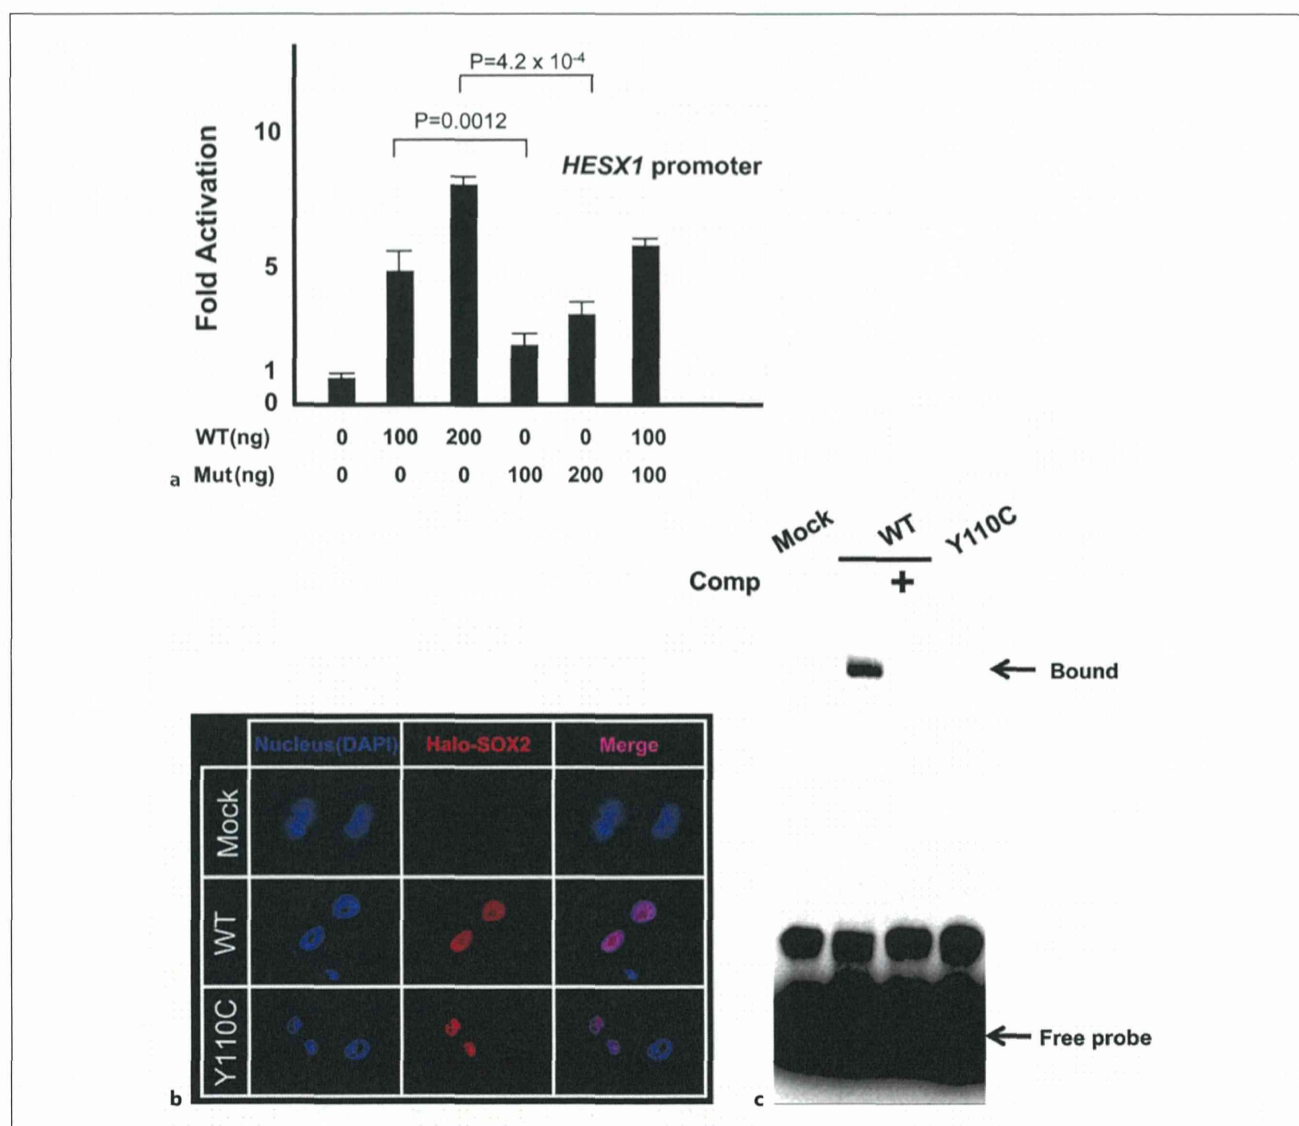 P=4.2 x 10-4
P=0.0012
10
HESX1 promoter
Fold Activation
5
1
0
WT(ng) 0 100 200 0 0 100
a Mut(ng) 0 0 0 100 200 100
Mock WT Y110C
Comp +
Bound
Nucleus(DAPI) Halo-SOX2 Merge
Mock
WT
Y110C
Free probe
b
c